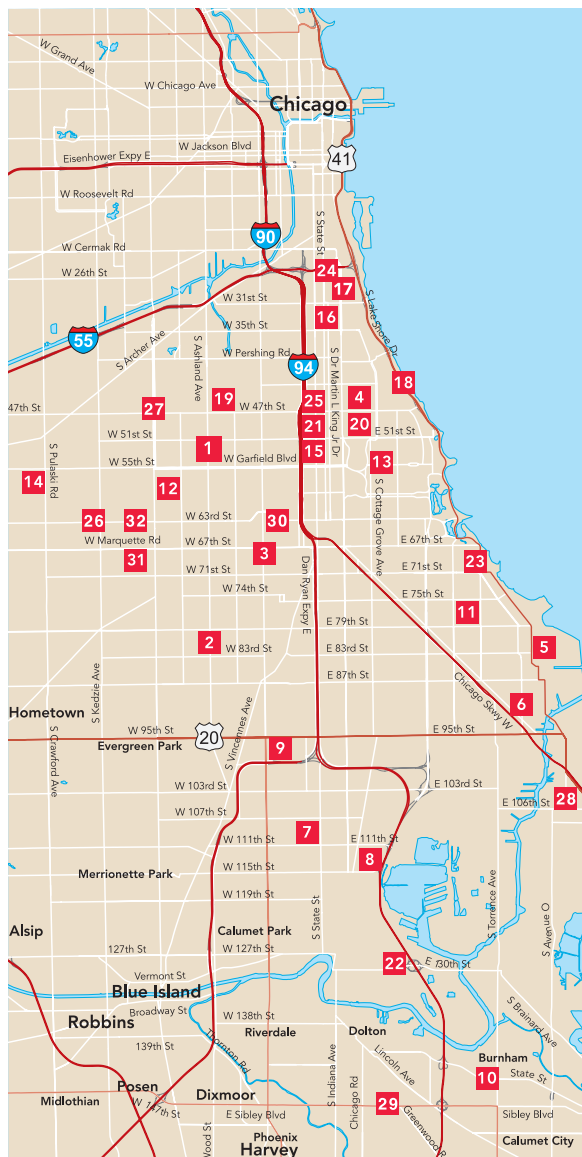 W Grand Ave
W Chicago Ave
Chicago
W Jackson Blvd
Eisenhower Expy E
41
W Roosevelt Rd
S State St
90
W Cermak Rd
W 26th St
24
17
S Lake Shore Dr.
W 31st St
16
55
S Archer Ave
S Ashland Ave
W 35th St
W Pershing Rd
94
S Dr Martin L King Jr Dr
18
19
25
4
47th St
27
W 47th St
21
20
E 51st St
W 51st St
1
15
W 55th St
W Garfield Blvd
13
14
S Pulaski Rd
12
S Cottage Grove Ave
26
32
W 63rd St
30
W Marquette Rd
W 67th St
E 67th St
31
3
23
W 71st St
E 71st St
Dan Ryan Expy E
W 74th St
E 75th St
11
E 79th St
2
W 83rd St
E 83rd St
5
E 87th St
S Kedzie Ave
Chicago Skwy W
6
Hometown
S Vincennes Ave
S Crawford Ave
W 95th St
20
E 95th St
Evergreen Park
9
W 103rd St
E 103rd St
28
W 107th St
E 106th St
7
W 111th St
E 111th St
8
W 115th St
Merrionette Park
W 119th St
S State St
S Torrence Ave
S Avenue O
Alsip
Calumet Park
127th St
W 127th St
22
E 130th St
Vermont St
Blue Island
Broadway St
W 138th St
S Brainard Ave
Robbins
Riverdale
Dolton
139th St
Thornton Rd
Lincoln Ave
Burnham
10
State St
Posen
S Indiana Ave
Chicago Rd
Midlothian
W 147th St
Dixmoor
E Sibley Blvd
29
Sibley Blvd
Greenwood R
Wood St
Phoenix
Calumet City
Harvey